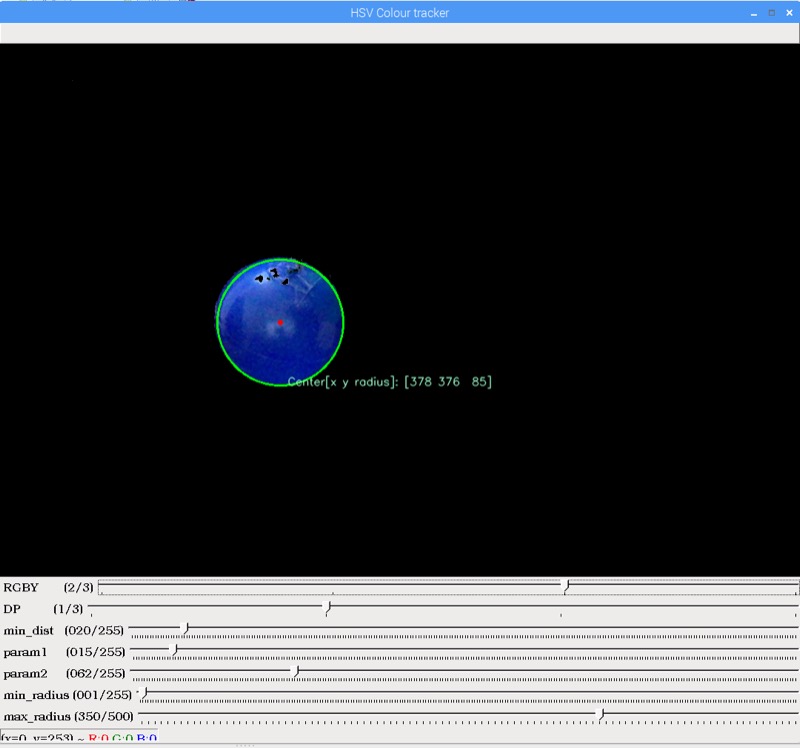 HSV Colour tracker
Center[x y radius]: [378 376  85]
RGBY (2/3)
DP (1/3)
min_dist (020/255)
param1 (015/255)
param2 (062/255)
min_radius (001/255)
max_radius (350/500)
(x=0, y=253) ~ R:0 G:0 B:0